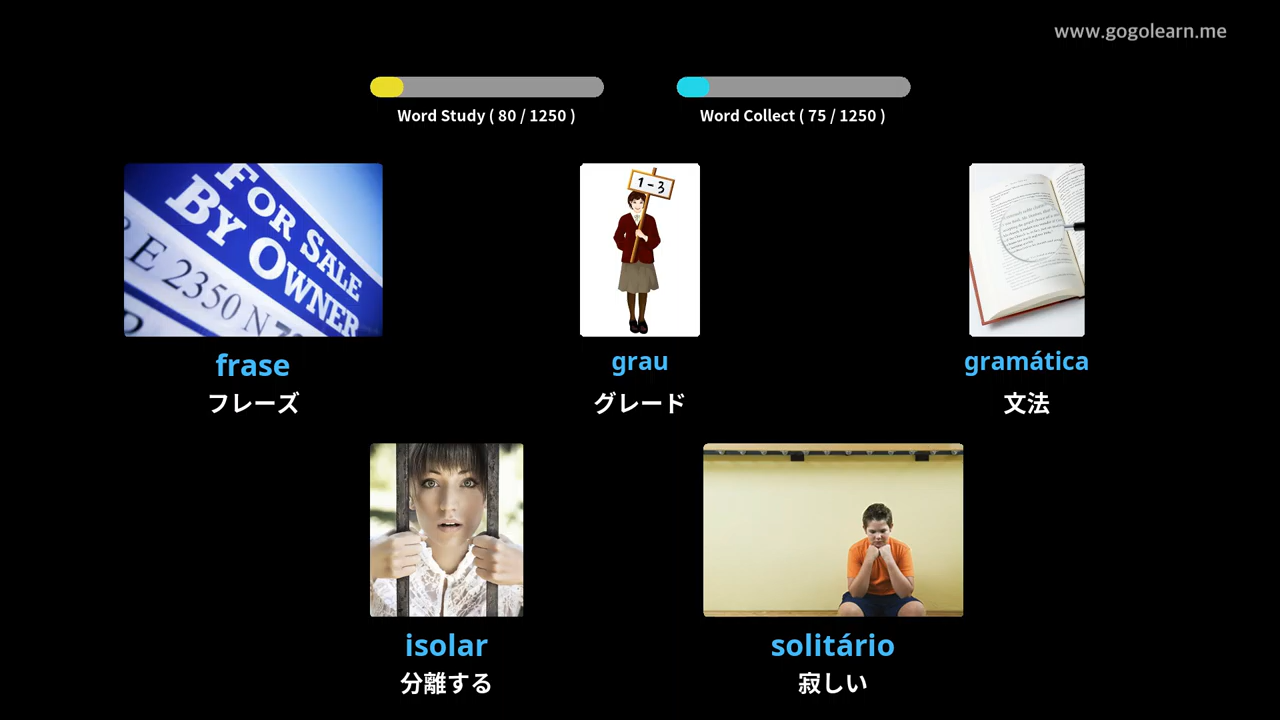 www.gogolearn.me
Word Study ( 80 / 1250 )
Word Collect ( 75 / 1250 )
FOR SALE
BY OWNER
E 2350 N
1 - 3
frase
フレーズ
grau
グレード
gramática
文法
isolar
分離する
solitário
寂しい